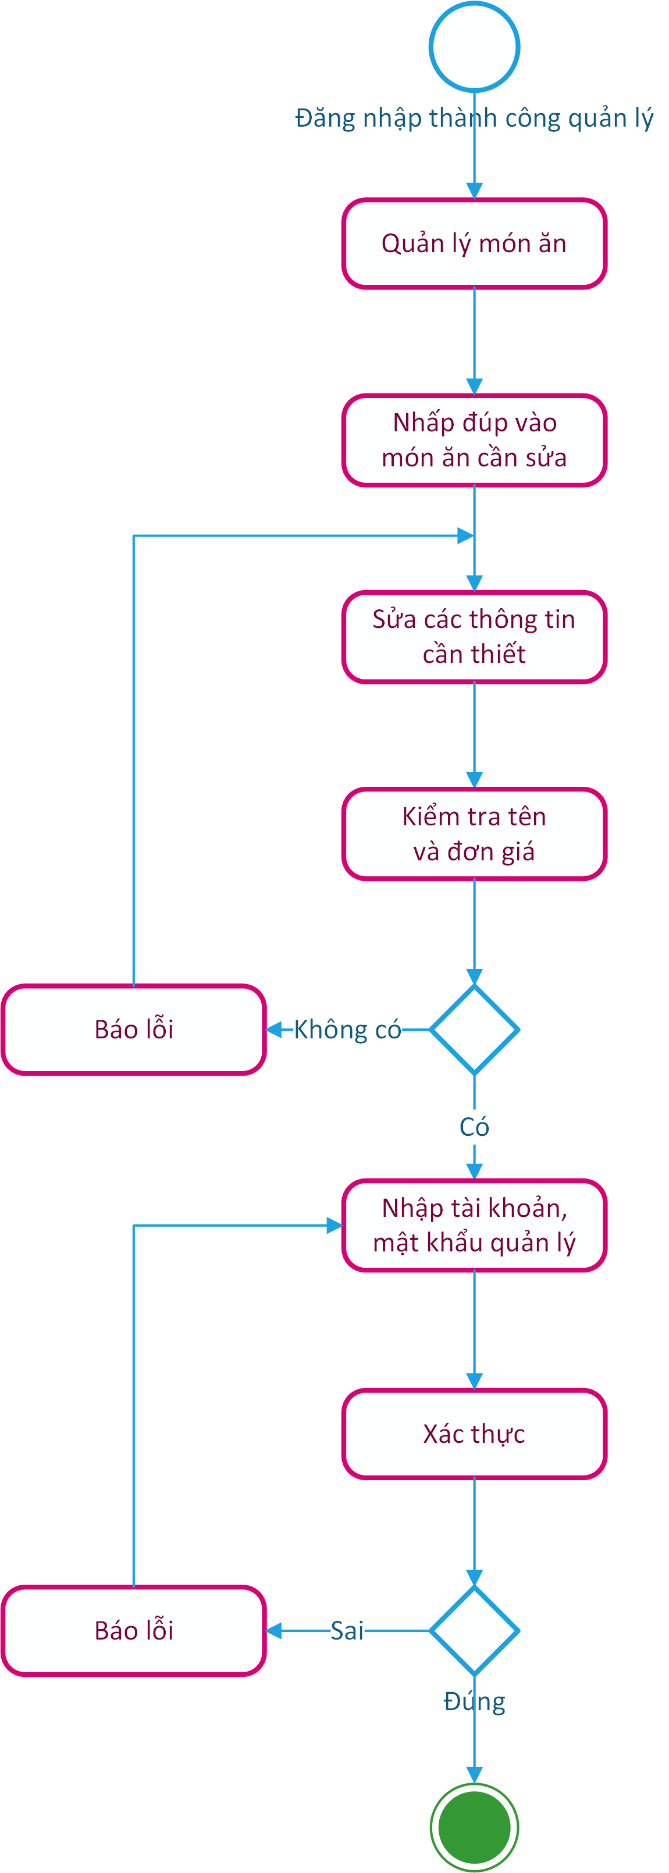 Đăng nhập thành công quản lý
Quản lý món ăn
Nhấp đúp vào
món ăn cần sửa
Sửa các thông tin
cần thiết
Kiểm tra tên
và đơn giá
Báo lỗi
Không có
Có
Nhập tài khoản,
mật khẩu quản lý
Xác thực
Báo lỗi
Sai
Đúng